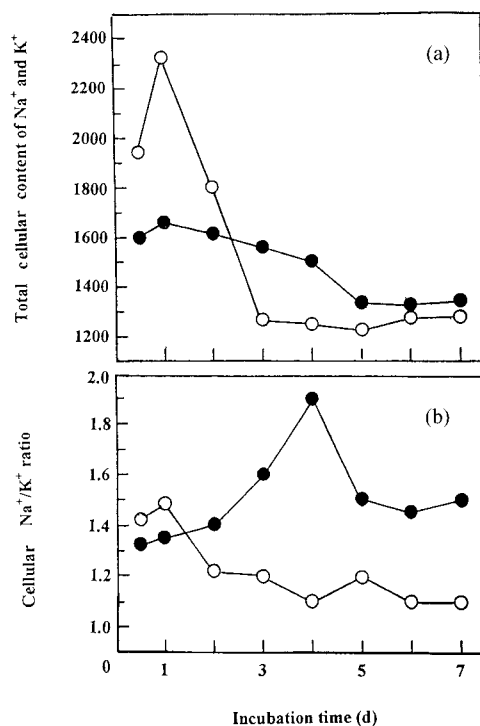 Total cellular content of Na⁺ and K⁺
(a)
2400
2200
2000
1800
1600
1400
1200
Cellular Na⁺/K⁺ ratio
(b)
2.0
1.8
1.6
1.4
1.2
1.0
0
1 3 5 7
Incubation time (d)